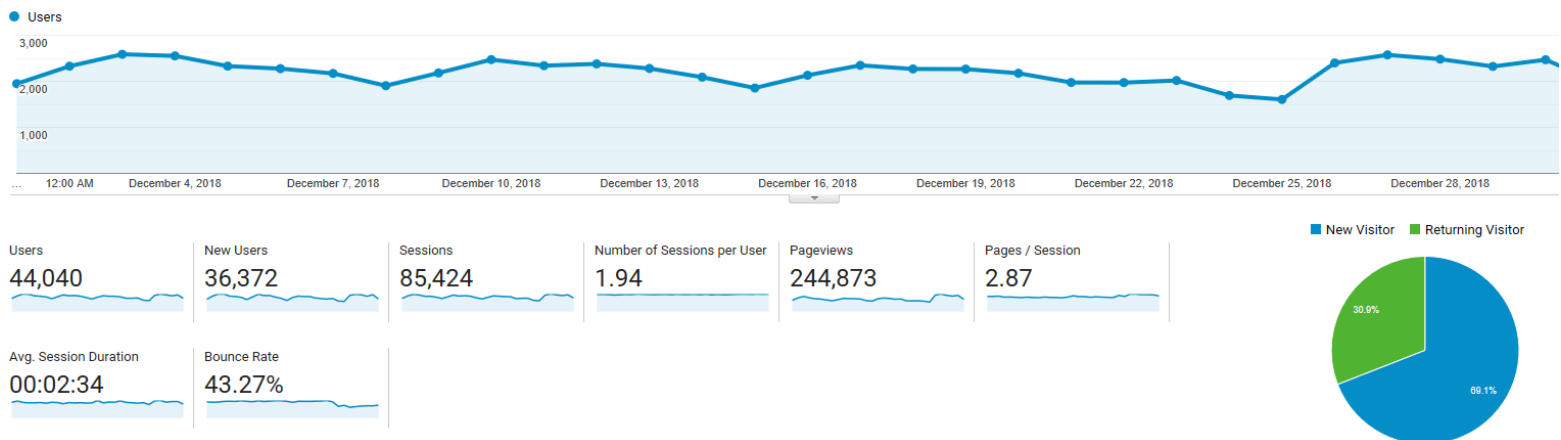 Users
3,000
2,000
1,000
... 12:00 AM December 4, 2018 December 7, 2018 December 10, 2018 December 13, 2018 December 16, 2018 December 19, 2018 December 22, 2018 December 25, 2018 December 28, 2018
New Visitor Returning Visitor
Users
44,040
New Users
36,372
Sessions
85,424
Number of Sessions per User
1.94
Pageviews
244,873
Pages / Session
2.87
Avg. Session Duration
00:02:34
Bounce Rate
43.27%
30.9%
69.1%